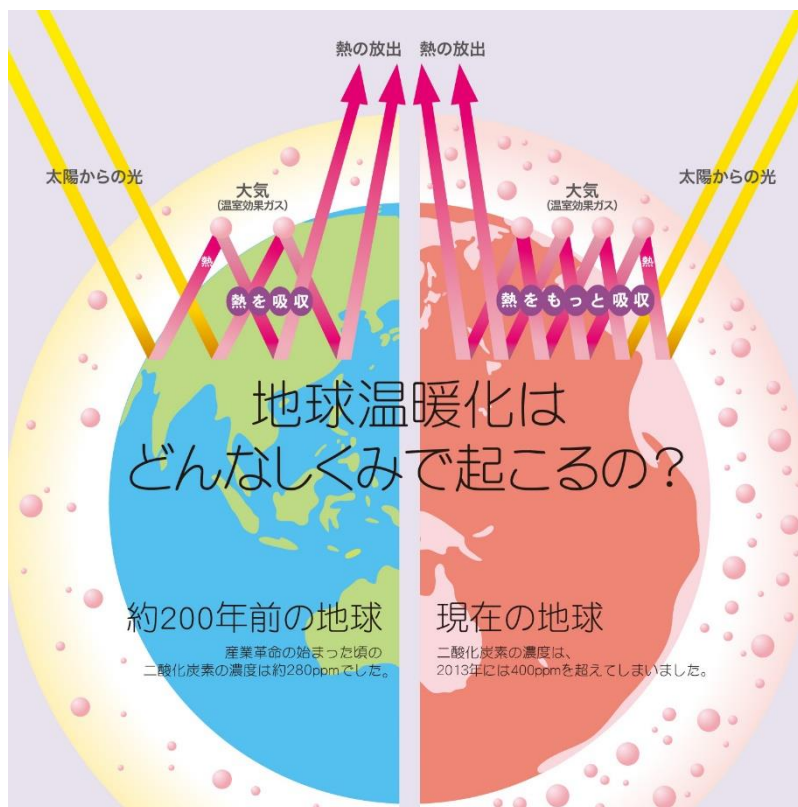 熱の放出
熱の放出
太陽からの光
大気
(温室効果ガス)
熱
熱を吸収
大気
(温室効果ガス)
太陽からの光
熱
熱をもっと吸収
地球温暖化は
どんなしくみで起こるの？
約200年前の地球
産業革命の始まった頃の
二酸化炭素の濃度は約280ppmでした。
現在の地球
二酸化炭素の濃度は、
2013年には400ppmを超えてしまいました。